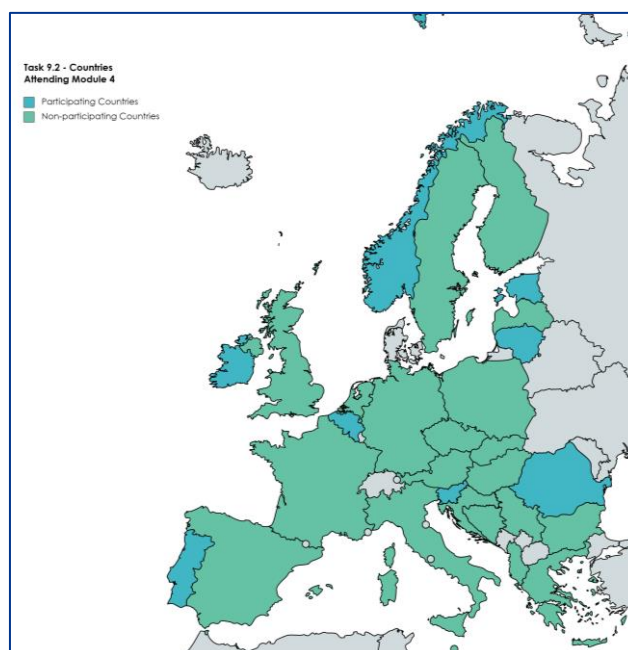 Task 9.2 - Countries
Attending Module 4
Participating Countries
Non-participating Countries